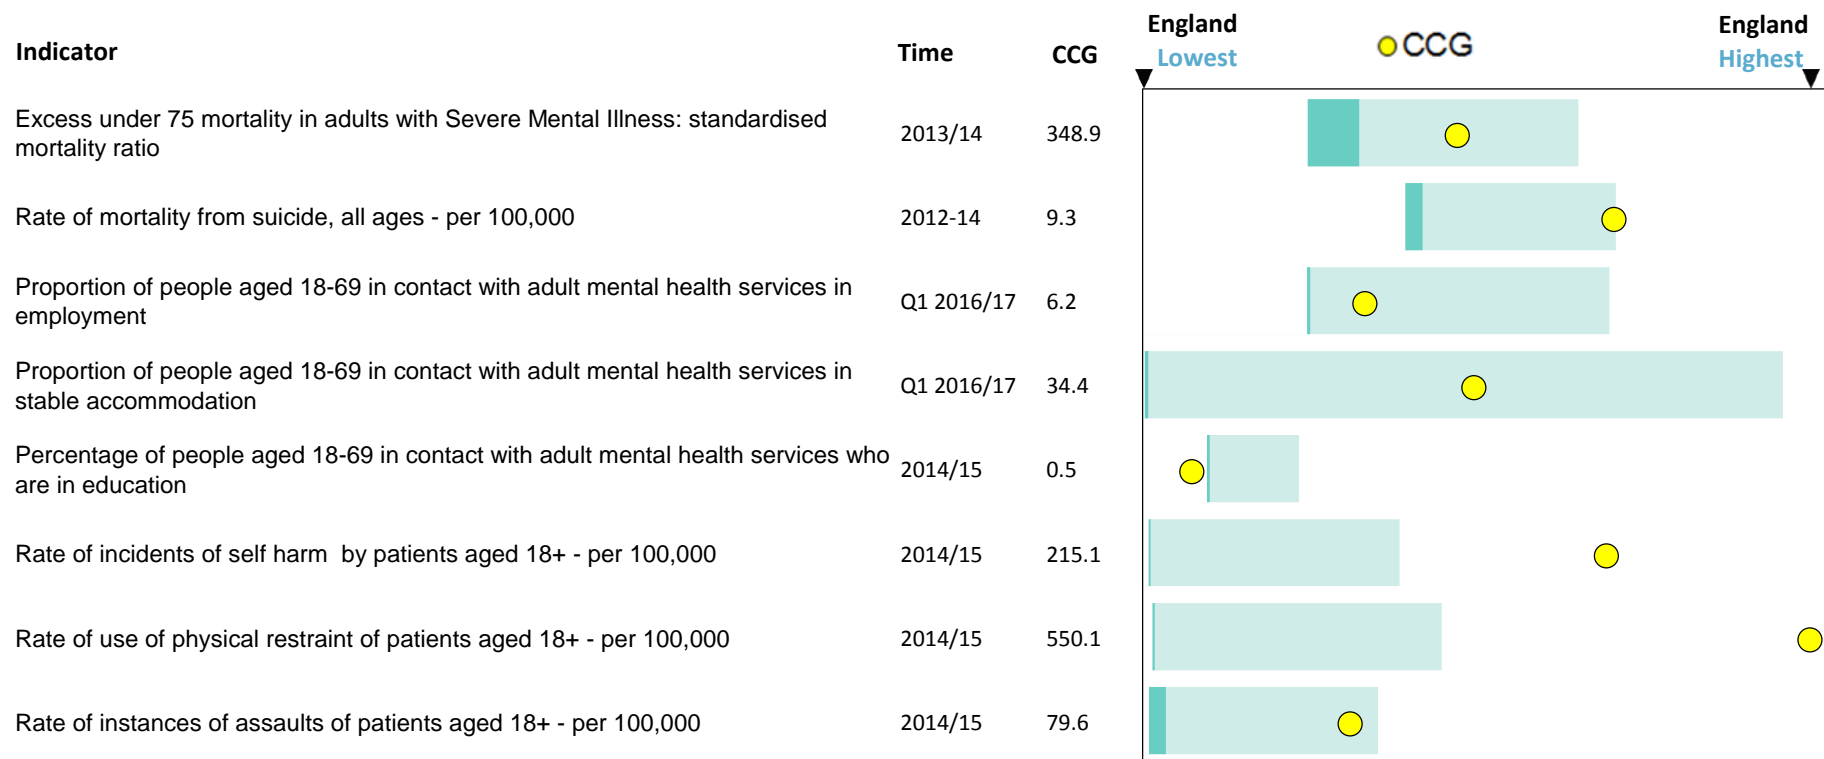 Indicator Time CCG England Lowest CCG England Highest
Excess under 75 mortality in adults with Severe Mental Illness: standardised
mortality ratio
2013/14 348.9
Rate of mortality from suicide, all ages - per 100,000 2012-14 9.3
Proportion of people aged 18-69 in contact with adult mental health services in
employment
Q1 2016/17 6.2
Proportion of people aged 18-69 in contact with adult mental health services in
stable accommodation
Q1 2016/17 34.4
Percentage of people aged 18-69 in contact with adult mental health services who
are in education
2014/15 0.5
Rate of incidents of self harm  by patients aged 18+ - per 100,000 2014/15 215.1
Rate of use of physical restraint of patients aged 18+ - per 100,000 2014/15 550.1
Rate of instances of assaults of patients aged 18+ - per 100,000 2014/15 79.6